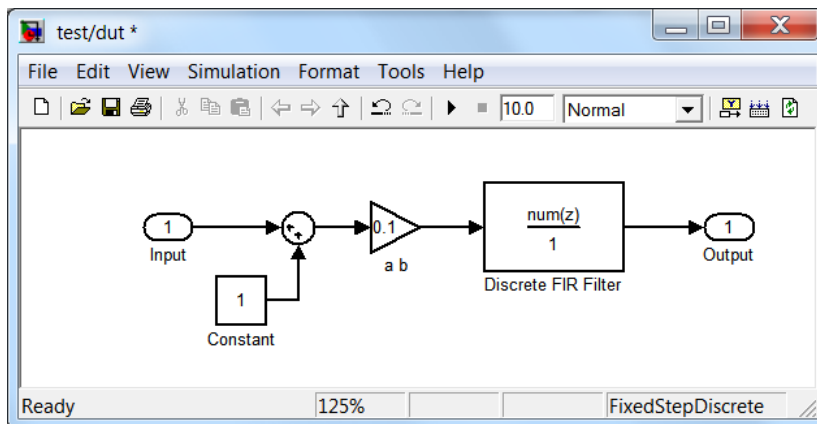 test/dut *
File Edit View Simulation Format Tools Help
10.0 Normal
1
Input
1
Constant
0.1
a b
num(z)
1
Discrete FIR Filter
1
Output
Ready 125% FixedStepDiscrete